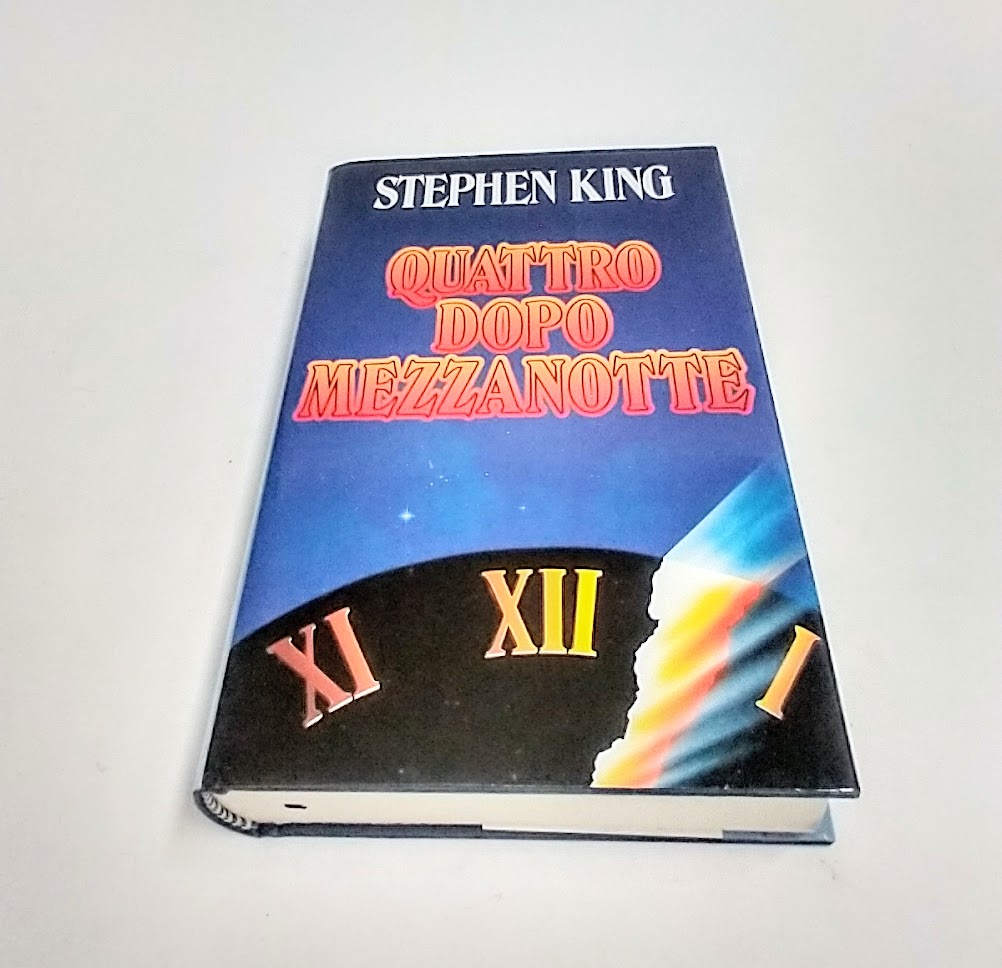 STEPHEN KING
QUATTRO
DOPO
MEZZANOTTE
XI XII I